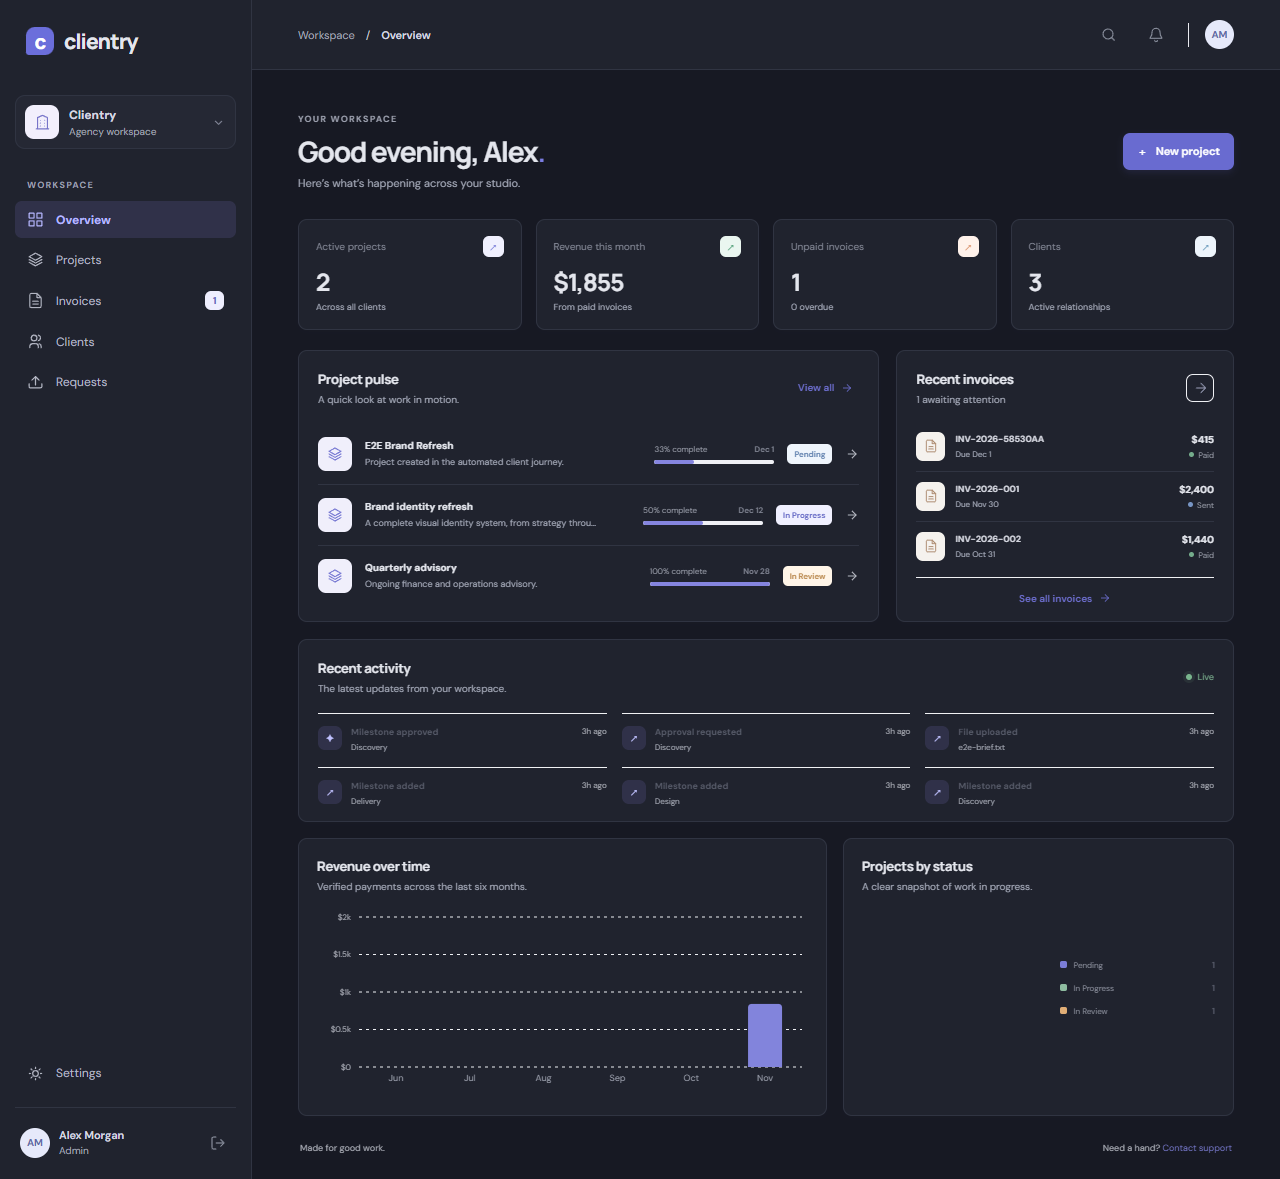 c clientry
Clientry
Agency workspace
WORKSPACE
Overview
Projects
Invoices 1
Clients
Requests
Settings
AM
Alex Morgan
Admin
Workspace / Overview
AM
YOUR WORKSPACE
Good evening, Alex.
Here's what's happening across your studio.
+ New project
Active projects
2
Across all clients
Revenue this month
$1,855
From paid invoices
Unpaid invoices
1
0 overdue
Clients
3
Active relationships
Project pulse
A quick look at work in motion.
View all
E2E Brand Refresh
Project created in the automated client journey.
33% complete Dec 1
Pending
Brand identity refresh
A complete visual identity system, from strategy throu...
50% complete Dec 12
In Progress
Quarterly advisory
Ongoing finance and operations advisory.
100% complete Nov 28
In Review
Recent invoices
1 awaiting attention
INV-2026-58530AA $415
Due Dec 1 Paid
INV-2026-001 $2,400
Due Nov 30 Sent
INV-2026-002 $1,440
Due Oct 31 Paid
See all invoices
Recent activity
The latest updates from your workspace.
Live
Milestone approved 3h ago
Discovery
Approval requested 3h ago
Discovery
File uploaded 3h ago
e2e-brief.txt
Milestone added 3h ago
Delivery
Milestone added 3h ago
Design
Milestone added 3h ago
Discovery
Revenue over time
Verified payments across the last six months.
$2k
$1.5k
$1k
$0.5k
$0
Jun Jul Aug Sep Oct Nov
Projects by status
A clear snapshot of work in progress.
Pending 1
In Progress 1
In Review 1
Made for good work.
Need a hand? Contact support